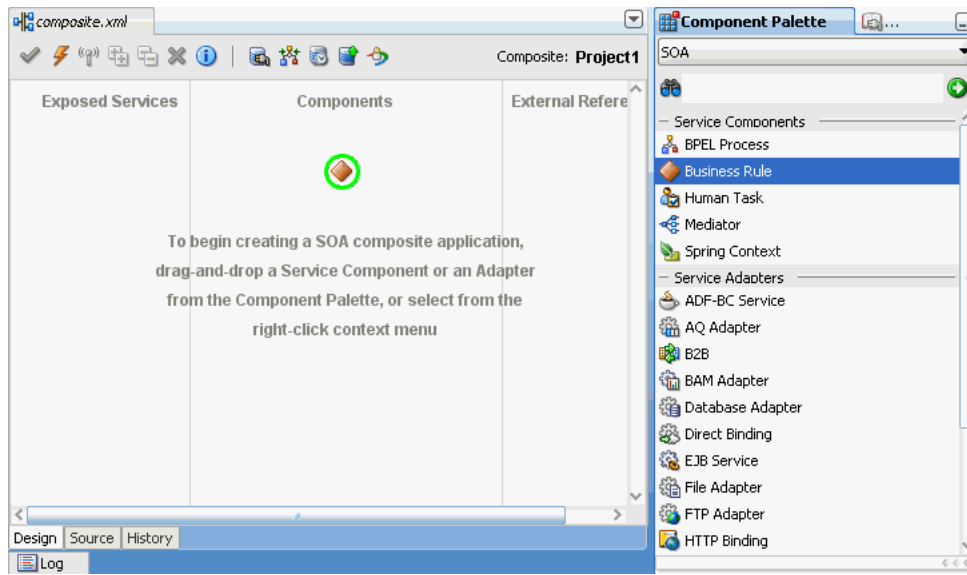 composite.xml
Composite: Project1
Exposed Services
Components
External Refere
To begin creating a SOA composite application,
drag-and-drop a Service Component or an Adapter
from the Component Palette, or select from the
right-click context menu
Design
Source
History
Log
Component Palette
...
SOA
Service Components
BPEL Process
Business Rule
Human Task
Mediator
Spring Context
Service Adapters
ADF-BC Service
AQ Adapter
B2B
BAM Adapter
Database Adapter
Direct Binding
EJB Service
File Adapter
FTP Adapter
HTTP Binding